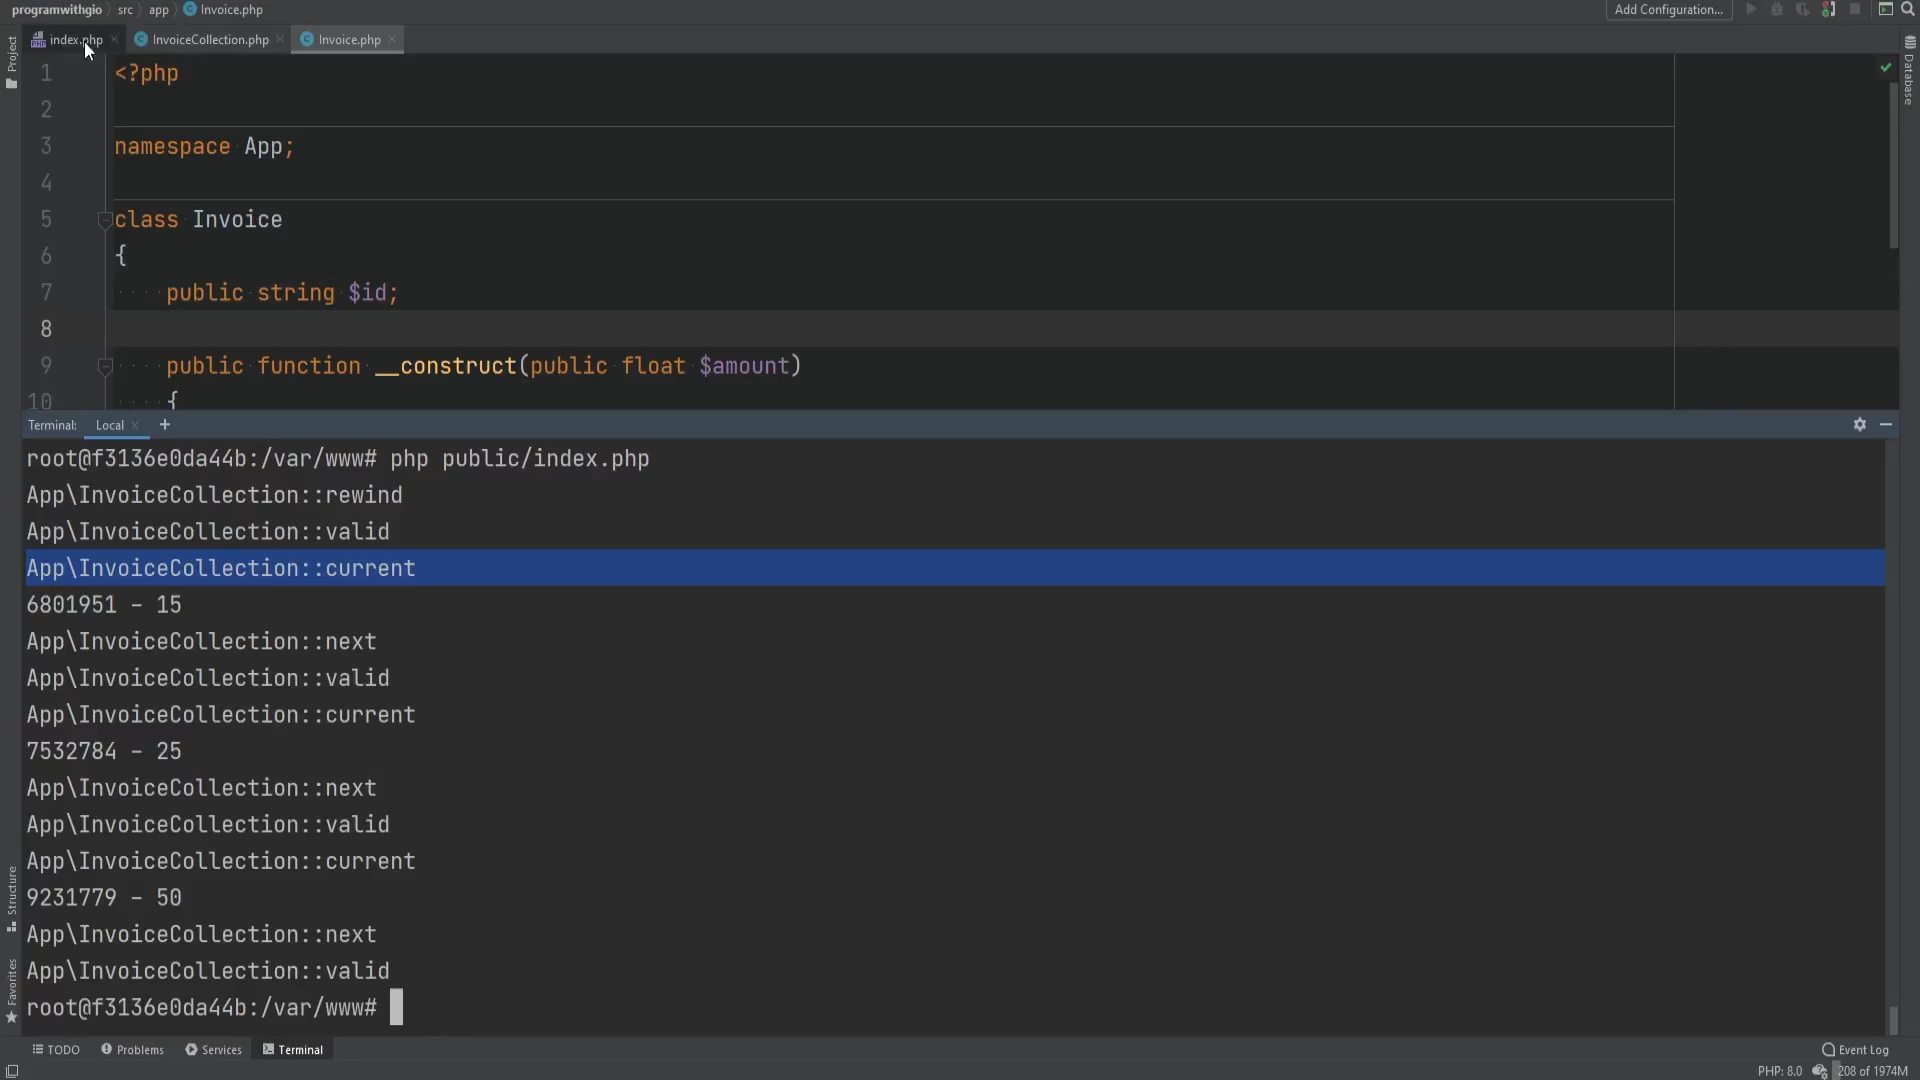 programwithgio src app Invoice.php Add Configuration...
index.php InvoiceCollection.php Invoice.php
Project
Database
1 <?php
2
3 namespace App;
4
5 class Invoice
6 {
7 public string $id;
8
9 public function __construct(public float $amount)
10 {
Terminal: Local +
root@f3136e0da44b:/var/www# php public/index.php
App\InvoiceCollection::rewind
App\InvoiceCollection::valid
App\InvoiceCollection::current
6801951 - 15
App\InvoiceCollection::next
App\InvoiceCollection::valid
App\InvoiceCollection::current
7532784 - 25
App\InvoiceCollection::next
App\InvoiceCollection::valid
App\InvoiceCollection::current
9231779 - 50
App\InvoiceCollection::next
App\InvoiceCollection::valid
root@f3136e0da44b:/var/www#
Structure
Favorites
TODO Problems Services Terminal Event Log
PHP: 8.0 208 of 1974M